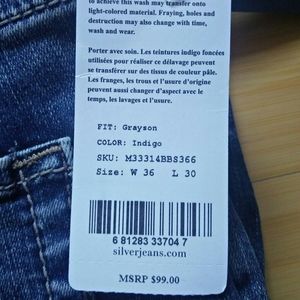 to achieve this wash may transfer onto
light-colored material. Fraying, holes and
destruction may also change with time,
wash and wear.
Porter avec soin. Les teintures indigo foncées
utilisées pour réaliser ce délavage peuvent
se transférer sur des tissus de couleur pâle.
Les franges, les trous et l'usure d'origine
peuvent aussi changer d'aspect avec le
temps, les lavages et l'usure.
FIT: Grayson
COLOR: Indigo
SKU: M33314BBS366
Size: W 36 L 30
6 81283 33704 7
silverjeans.com
MSRP $99.00